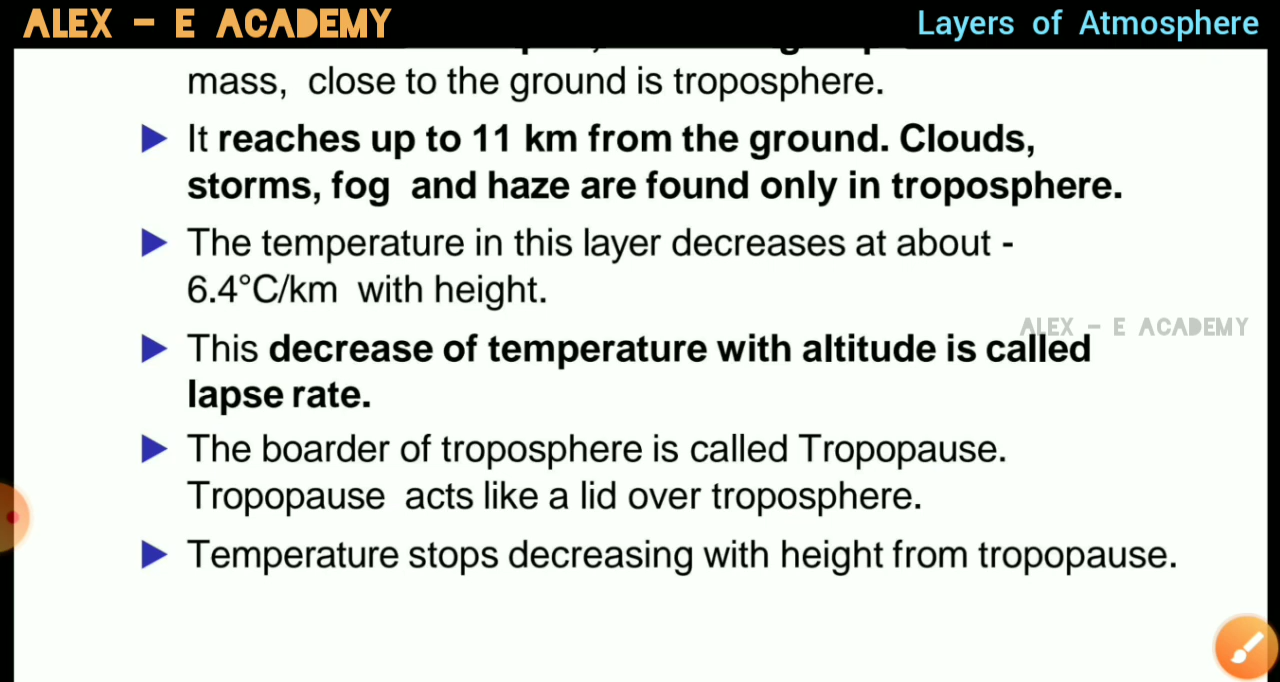 ALEX - E ACADEMY
Layers of Atmosphere
mass, close to the ground is troposphere.
It reaches up to 11 km from the ground. Clouds,
storms, fog and haze are found only in troposphere.
The temperature in this layer decreases at about -
6.4°C/km with height.
ALEX - E ACADEMY
This decrease of temperature with altitude is called
lapse rate.
The boarder of troposphere is called Tropopause.
Tropopause acts like a lid over troposphere.
Temperature stops decreasing with height from tropopause.